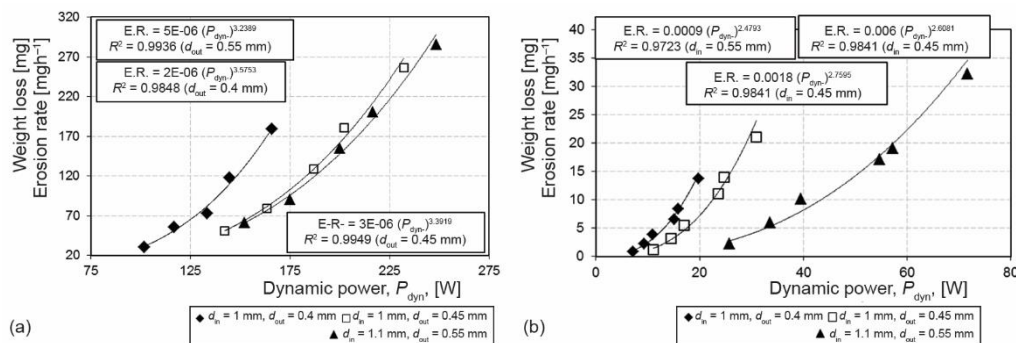 E.R. = 5E-06 (Pdyn-)^3.2389
R² = 0.9936 (dout = 0.55 mm)
E.R. = 2E-06 (Pdyn-)^3.5753
R² = 0.9848 (dout = 0.4 mm)
E-R- = 3E-06 (Pdyn-)^3.3919
R² = 0.9949 (dout = 0.45 mm)
Weight loss [mg]
Erosion rate [mgh⁻¹]
320
270
220
170
120
70
20
75
125
175
225
275
Dynamic power, Pdyn, [W]
din = 1 mm, dout = 0.4 mm
din = 1 mm, dout = 0.45 mm
din = 1.1 mm, dout = 0.55 mm
(a)
E.R. = 0.0009 (Pdyn-)^2.4793
R² = 0.9723 (din = 0.55 mm)
E.R. = 0.006 (Pdyn-)^2.6081
R² = 0.9841 (din = 0.45 mm)
E.R. = 0.0018 (Pdyn-)^2.7595
R² = 0.9841 (din = 0.45 mm)
Weight loss [mg]
Erosion rate [mgh⁻¹]
40
35
30
25
20
15
10
5
0
0
20
40
60
80
Dynamic power, Pdyn, [W]
din = 1 mm, dout = 0.4 mm
din = 1 mm, dout = 0.45 mm
din = 1.1 mm, dout = 0.55 mm
(b)